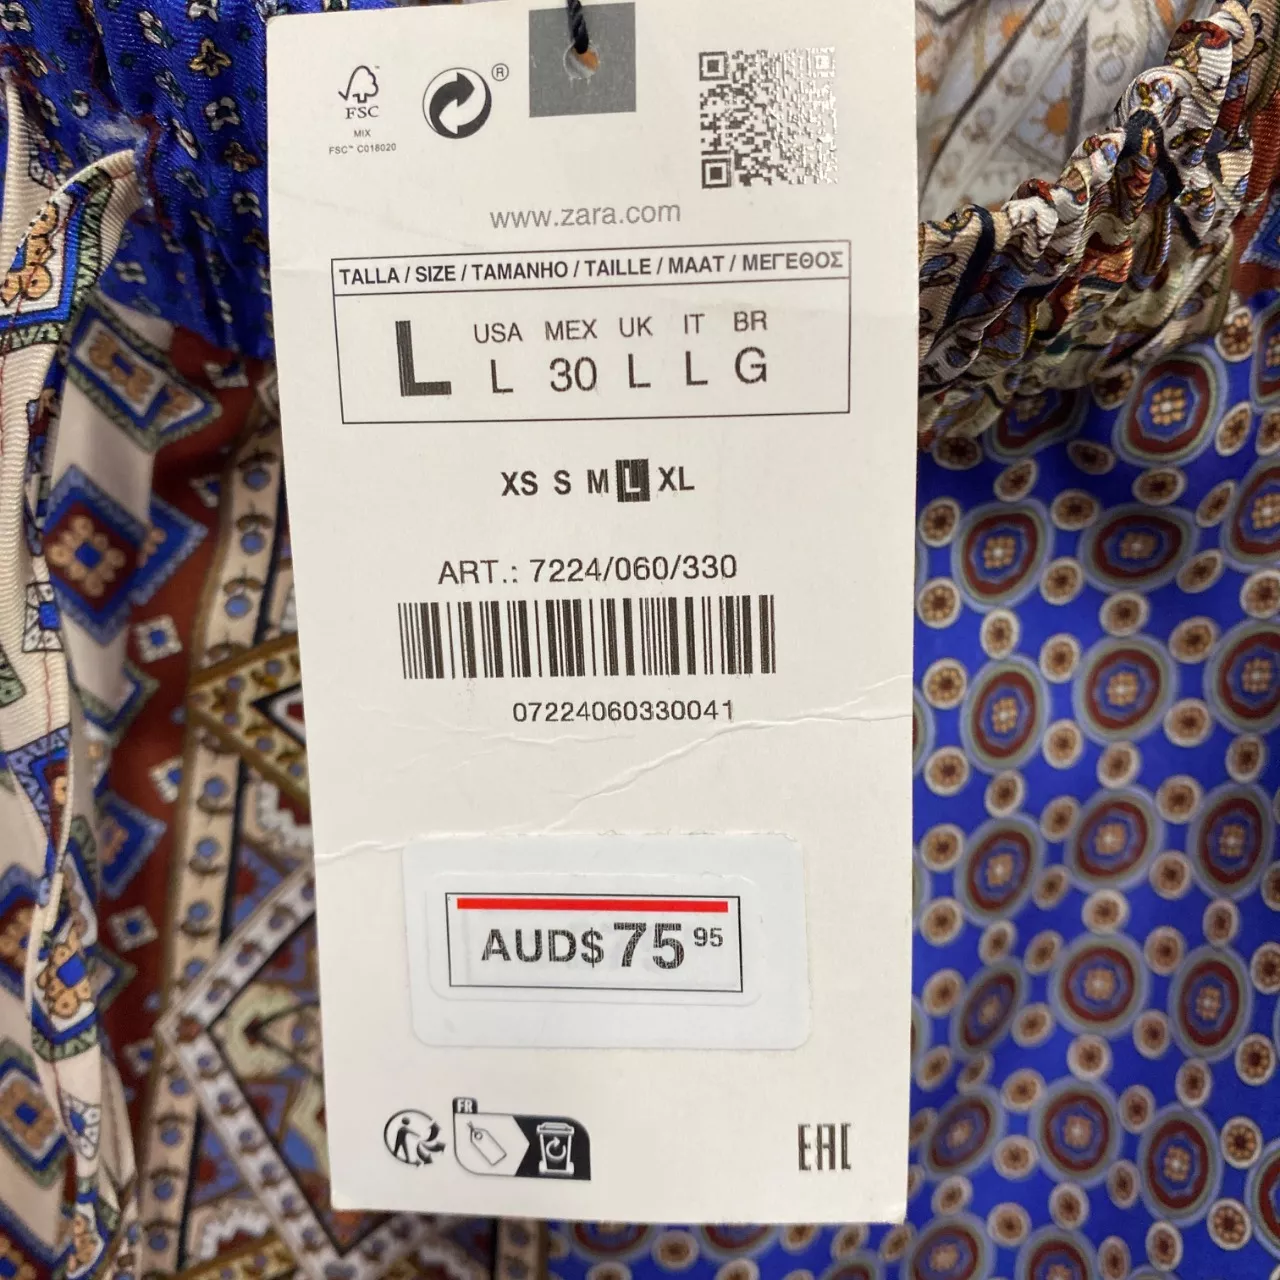 FSC
MIX
FSC™ C018020
®
www.zara.com
TALLA / SIZE / TAMANHO / TAILLE / MAAT / ΜΕΓΕΘΟΣ
L
USA MEX UK IT BR
L 30 L L G
XS S M L XL
ART.: 7224/060/330
07224060330041
AUD$ 75 95
FR
EAC